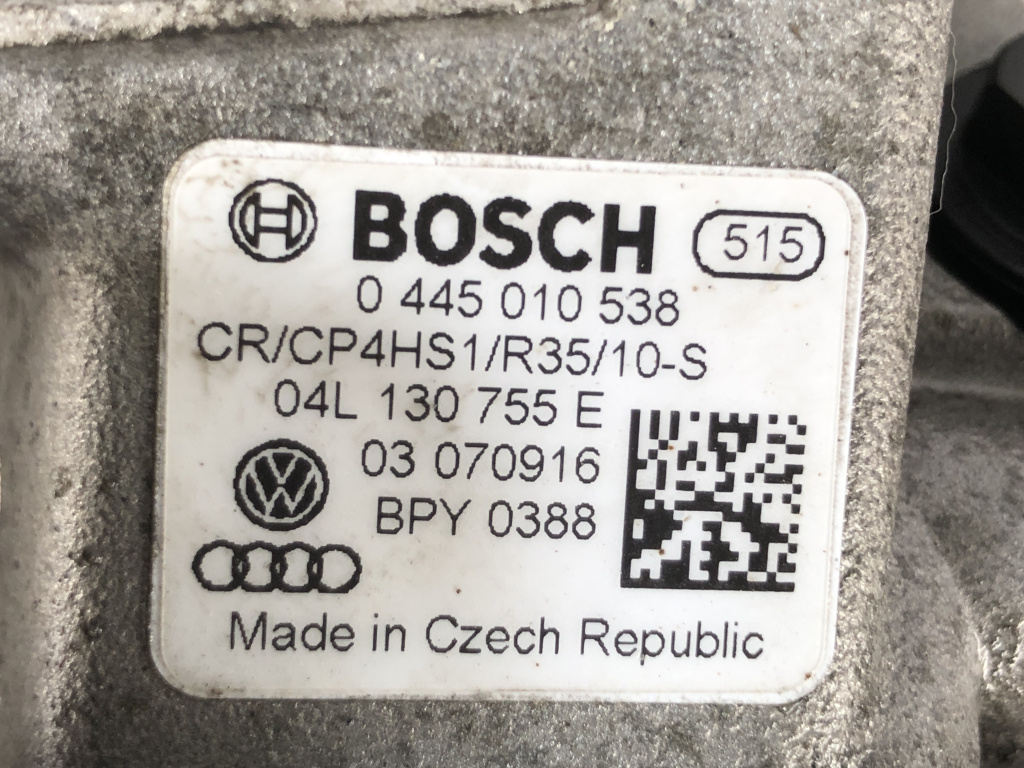 BOSCH 515
0 445 010 538
CR/CP4HS1/R35/10-S
04L 130 755 E
03 070916
BPY 0388
Made in Czech Republic